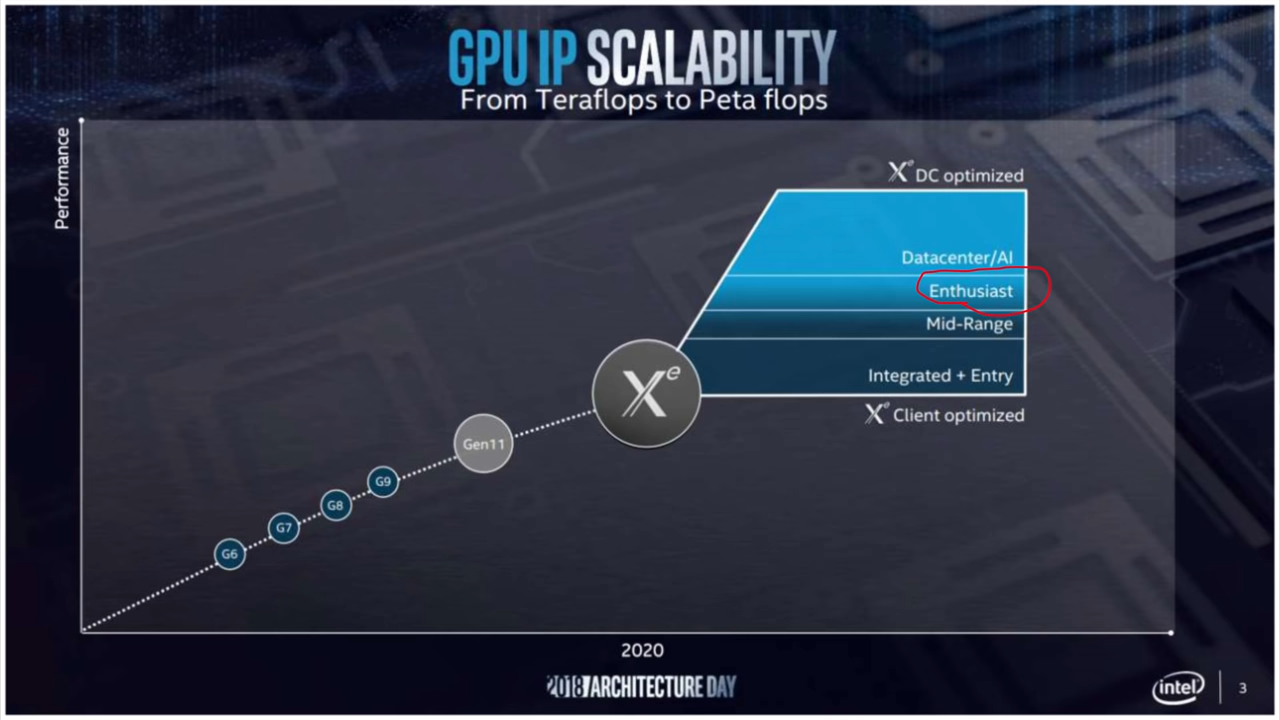 GPU IP SCALABILITY
From Teraflops to Peta flops
Performance
Xe DC optimized
Datacenter/AI
Enthusiast
Mid-Range
Integrated + Entry
Xe Client optimized
Xe
Gen11
G9
G8
G7
G6
2020
2018 ARCHITECTURE DAY
intel
3